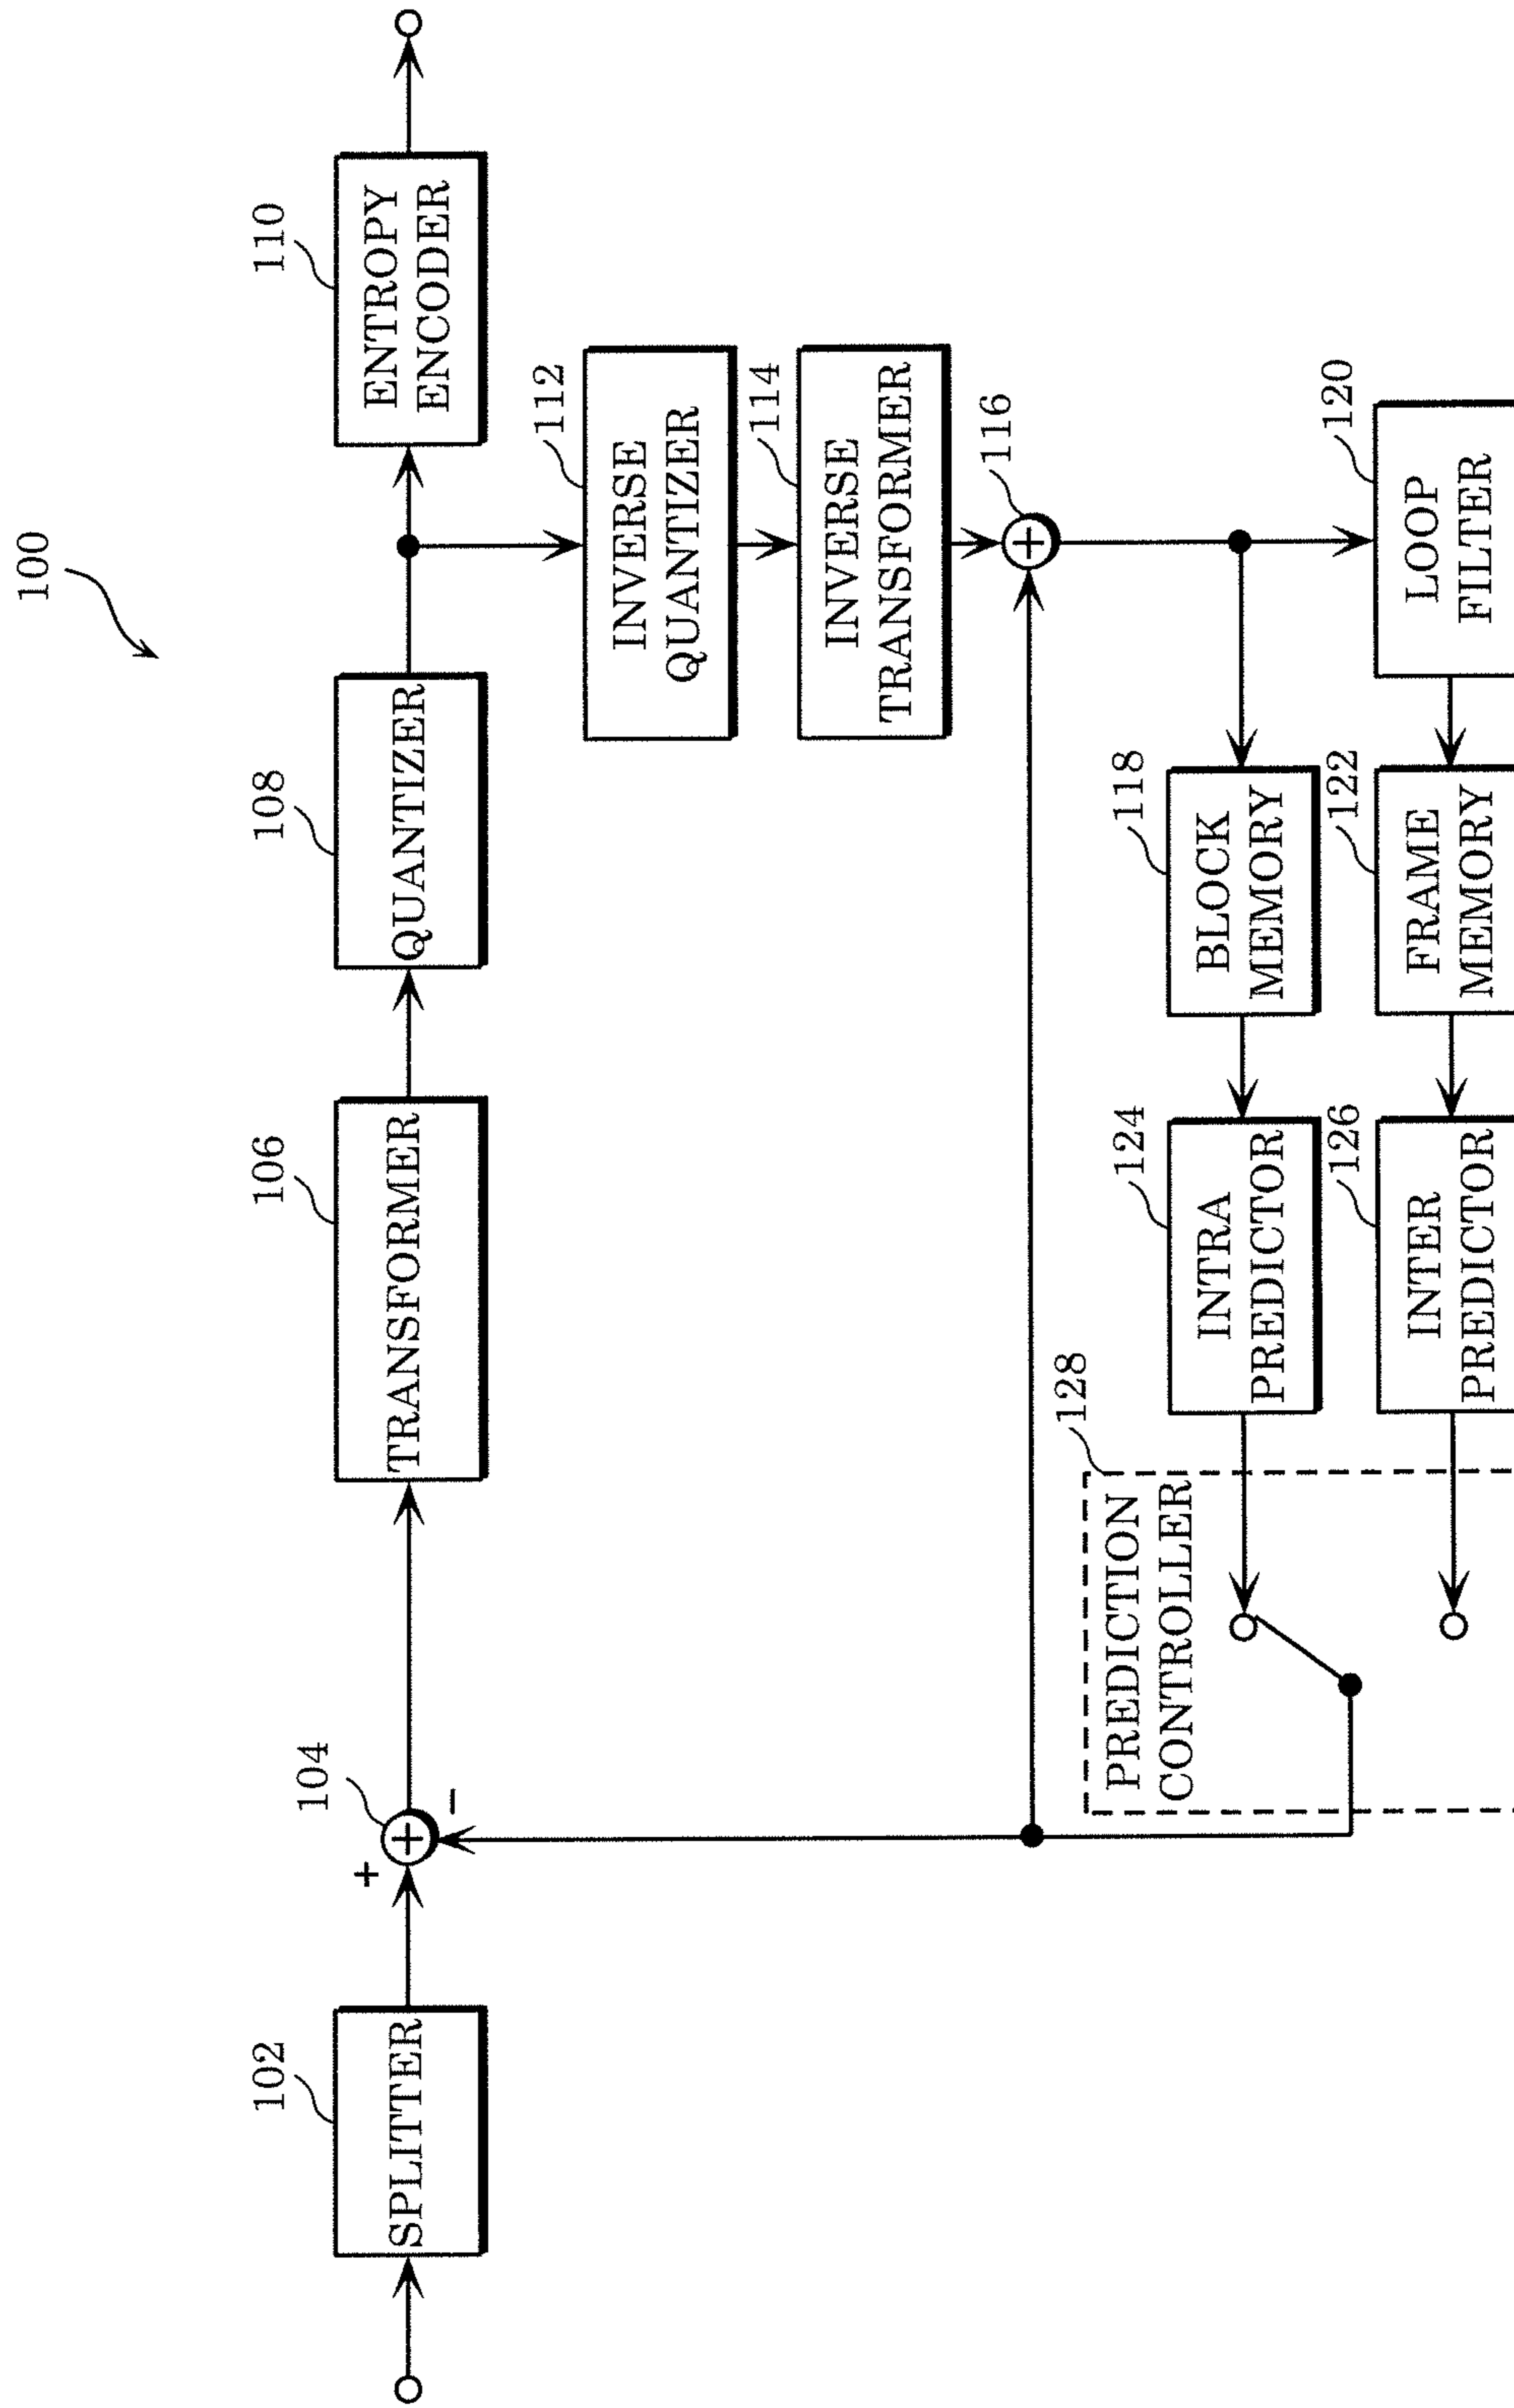 100
102
SPLITTER
104
+
−
106
TRANSFORMER
108
QUANTIZER
110
ENTROPY
ENCODER
112
INVERSE
QUANTIZER
114
INVERSE
TRANSFORMER
116
128
PREDICTION
CONTROLLER
124
INTRA
PREDICTOR
118
BLOCK
MEMORY
120
LOOP
FILTER
126
INTER
PREDICTOR
122
FRAME
MEMORY